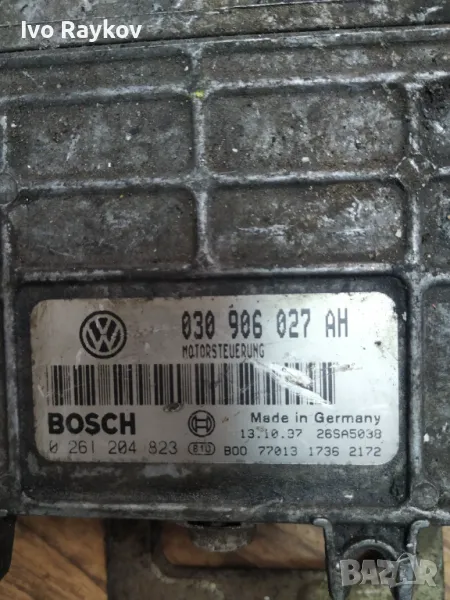 Ivo Raykov
030 906 027 AH
MOTORSTEUERUNG
BOSCH
Made in Germany
0 261 204 823
13.10.37 26SA5038
B00 77013 1736 2172
BAZAR